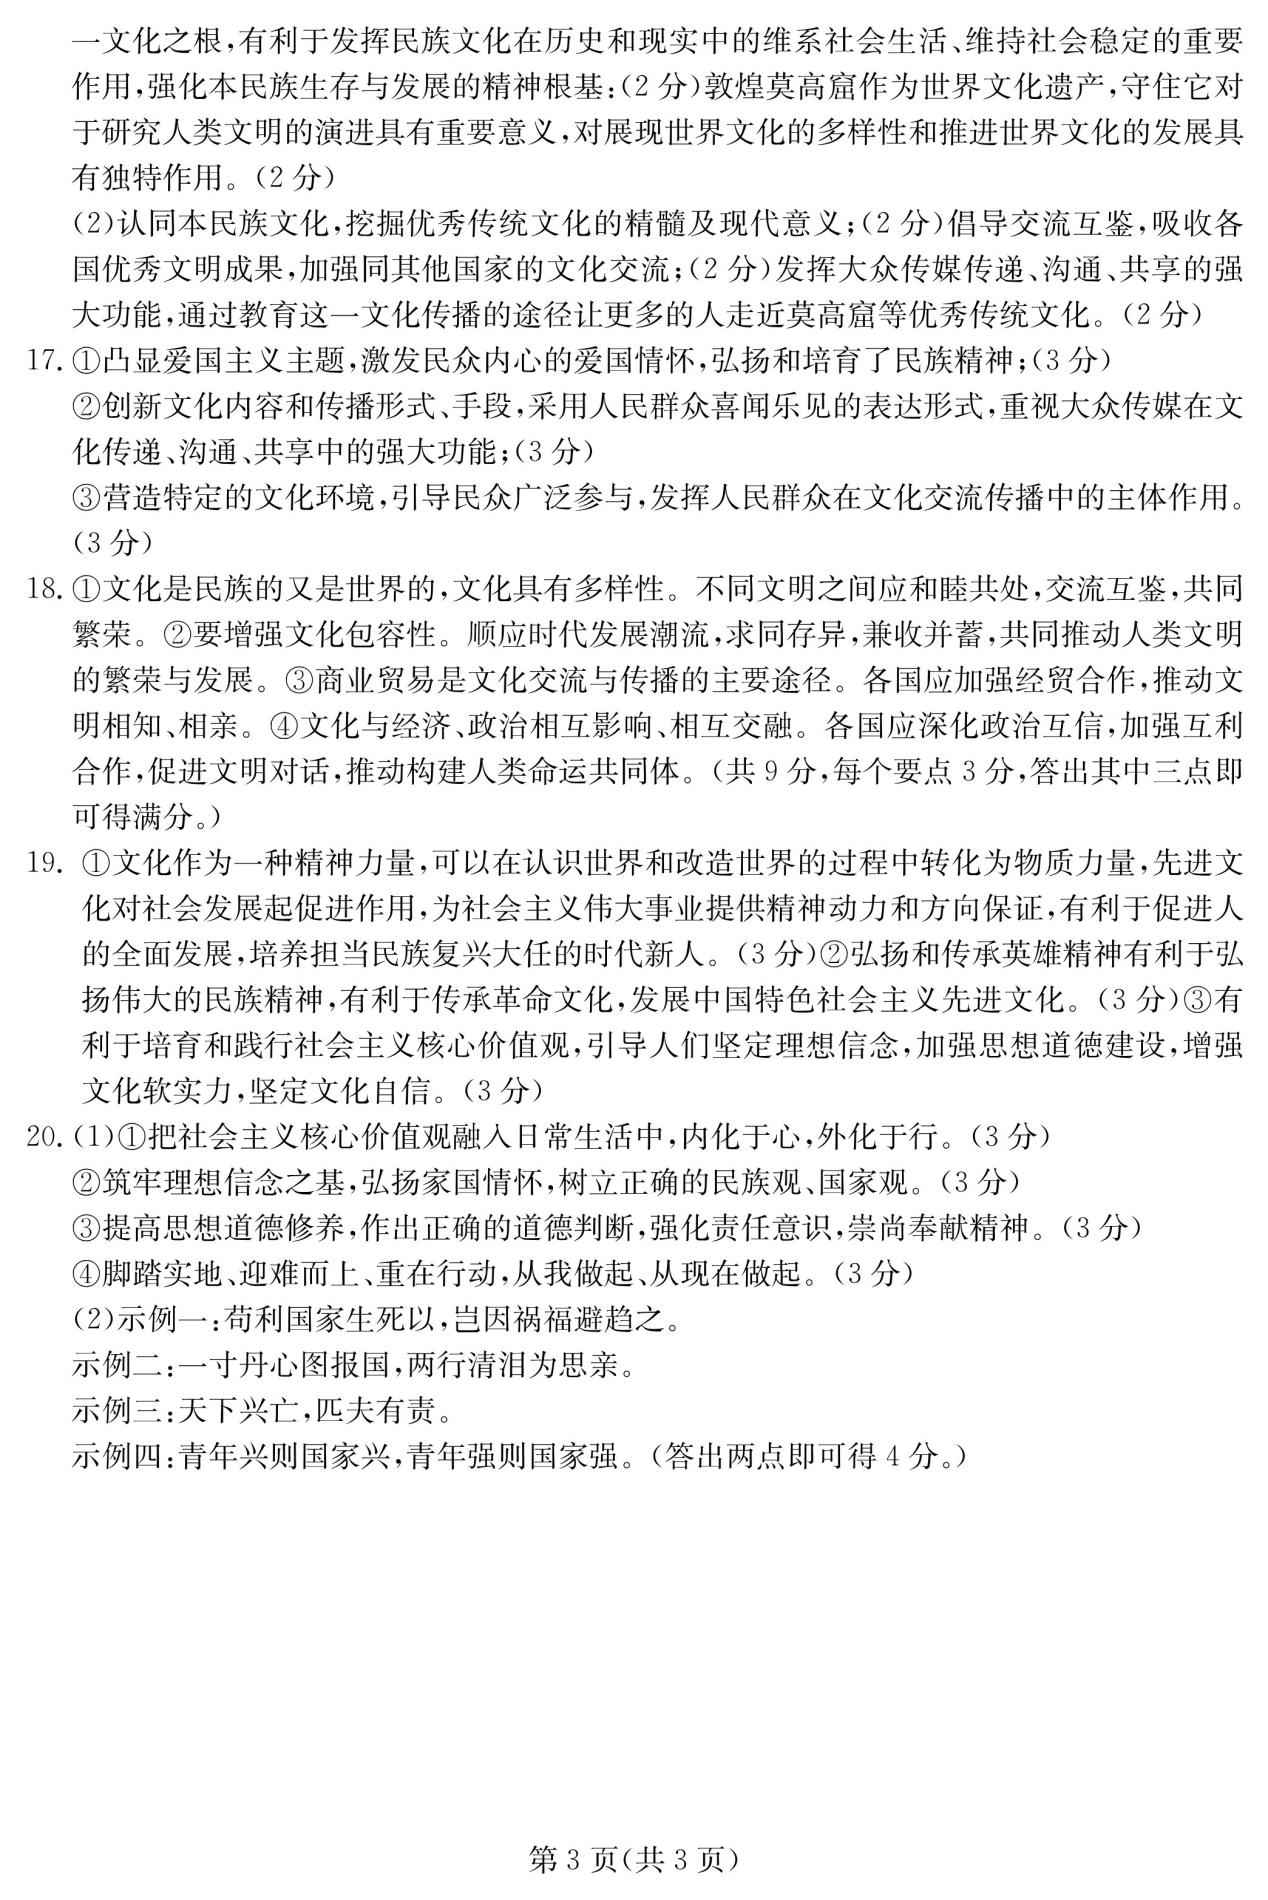 一文化之根,有利于发挥民族文化在历史和现实中的维系社会生活、维持社会稳定的重要
作用,强化本民族生存与发展的精神根基:(2 分)敦煌莫高窟作为世界文化遗产,守住它对
于研究人类文明的演进具有重要意义,对展现世界文化的多样性和推进世界文化的发展具
有独特作用。(2 分)
(2)认同本民族文化,挖掘优秀传统文化的精髓及现代意义;(2 分)倡导交流互鉴,吸收各
国优秀文明成果,加强同其他国家的文化交流;(2 分)发挥大众传媒传递、沟通、共享的强
大功能,通过教育这一文化传播的途径让更多的人走近莫高窟等优秀传统文化。(2 分)
17. ①凸显爱国主义主题,激发民众内心的爱国情怀,弘扬和培育了民族精神;(3 分)
②创新文化内容和传播形式、手段,采用人民群众喜闻乐见的表达形式,重视大众传媒在文
化传递、沟通、共享中的强大功能;(3 分)
③营造特定的文化环境,引导民众广泛参与,发挥人民群众在文化交流传播中的主体作用。
(3 分)
18. ①文化是民族的又是世界的,文化具有多样性。不同文明之间应和睦共处,交流互鉴,共同
繁荣。②要增强文化包容性。顺应时代发展潮流,求同存异,兼收并蓄,共同推动人类文明
的繁荣与发展。③商业贸易是文化交流与传播的主要途径。各国应加强经贸合作,推动文
明相知、相亲。④文化与经济、政治相互影响、相互交融。各国应深化政治互信,加强互利
合作,促进文明对话,推动构建人类命运共同体。(共 9 分,每个要点 3 分,答出其中三点即
可得满分。)
19. ①文化作为一种精神力量,可以在认识世界和改造世界的过程中转化为物质力量,先进文
化对社会发展起促进作用,为社会主义伟大事业提供精神动力和方向保证,有利于促进人
的全面发展,培养担当民族复兴大任的时代新人。(3 分)②弘扬和传承英雄精神有利于弘
扬伟大的民族精神,有利于传承革命文化,发展中国特色社会主义先进文化。(3 分)③有
利于培育和践行社会主义核心价值观,引导人们坚定理想信念,加强思想道德建设,增强
文化软实力,坚定文化自信。(3 分)
20. (1)①把社会主义核心价值观融入日常生活中,内化于心,外化于行。(3 分)
②筑牢理想信念之基,弘扬家国情怀,树立正确的民族观、国家观。(3 分)
③提高思想道德修养,作出正确的道德判断,强化责任意识,崇尚奉献精神。(3 分)
④脚踏实地、迎难而上、重在行动,从我做起、从现在做起。(3 分)
(2)示例一:苟利国家生死以,岂因祸福避趋之。
示例二:一寸丹心图报国,两行清泪为思亲。
示例三:天下兴亡,匹夫有责。
示例四:青年兴则国家兴,青年强则国家强。(答出两点即可得 4 分。)
第 3 页(共 3 页)